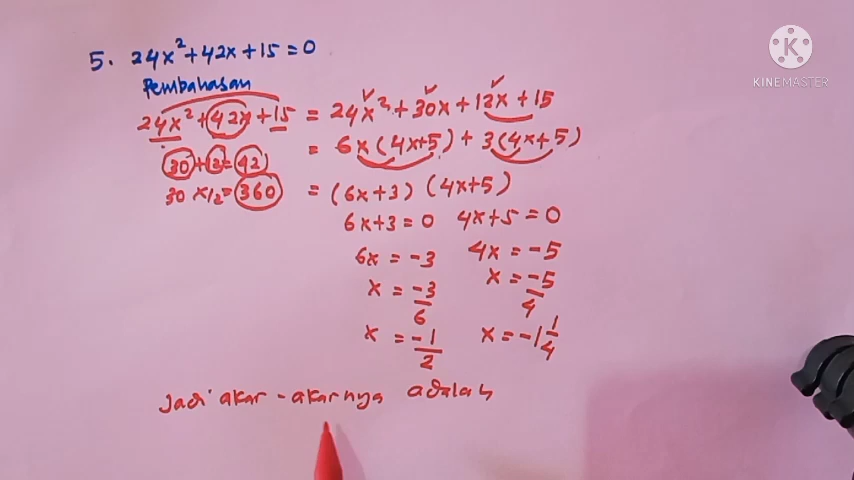 5. 24x² + 42x + 15 = 0
Pembahasan
24x² + 42x + 15 = 24x² + 30x + 12x + 15
30 + 12 = 42 = 6x(4x+5) + 3(4x+5)
30 x 12 = 360 = (6x+3) (4x+5)
6x+3 = 0 4x+5 = 0
6x = -3 4x = -5
x = -3/6 x = -5/4
x = -1/2 x = -1 1/4
Jadi akar-akarnya adalah
K
KINEMASTER